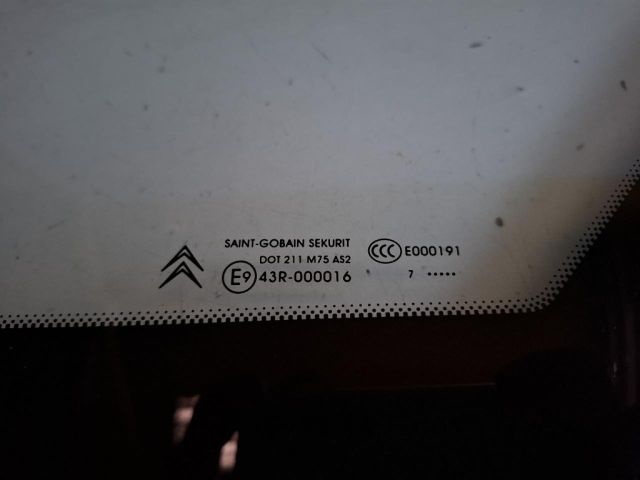 SAINT-GOBAIN SEKURIT
DOT 211 M75 AS2
E9 43R-000016
CCC E000191
7 •••••